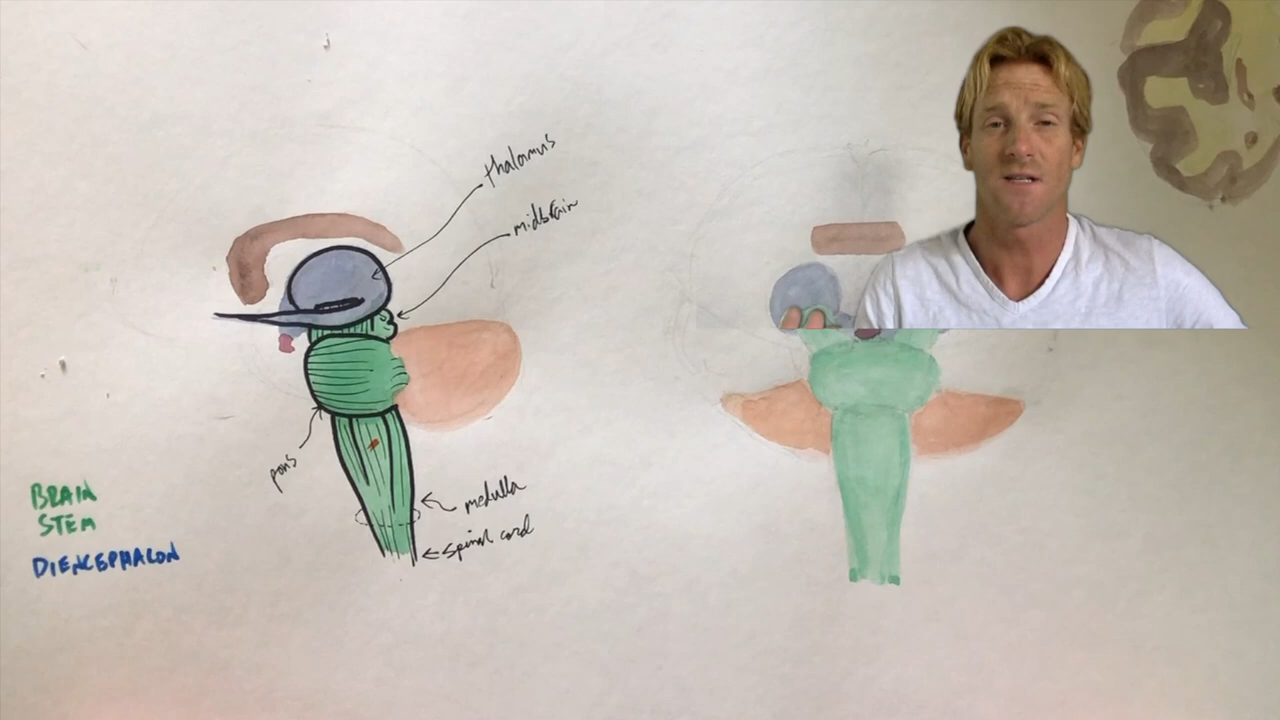 thalamus
midbrain
pons
medulla
spinal cord
BRAIN
STEM
DIENCEPHALON